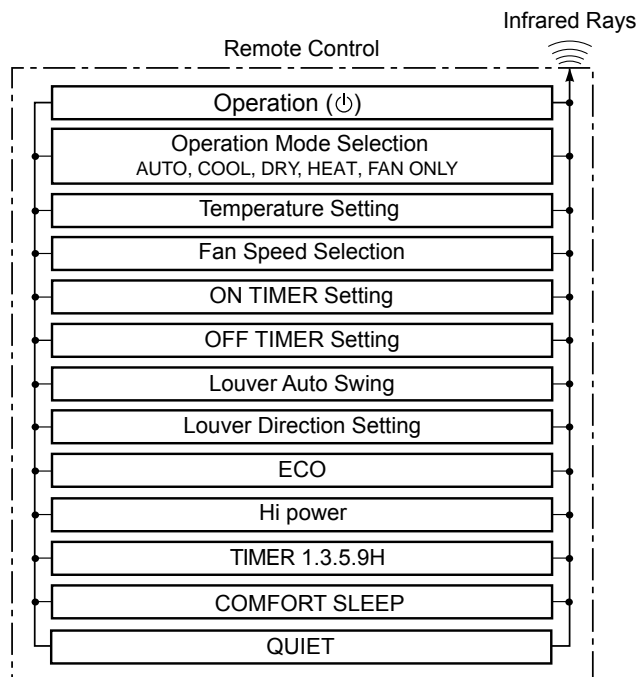 Infrared Rays
Remote Control
Operation (⏻)
Operation Mode Selection
AUTO, COOL, DRY, HEAT, FAN ONLY
Temperature Setting
Fan Speed Selection
ON TIMER Setting
OFF TIMER Setting
Louver Auto Swing
Louver Direction Setting
ECO
Hi power
TIMER 1.3.5.9H
COMFORT SLEEP
QUIET